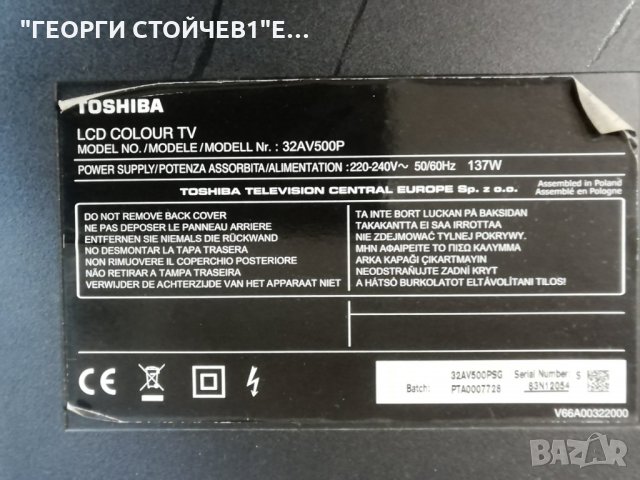 "ГЕОРГИ СТОЙЧЕВ1"Е...
TOSHIBA
LCD COLOUR TV
MODEL NO./MODELE/MODELL Nr. : 32AV500P
POWER SUPPLY/POTENZA ASSORBITA/ALIMENTATION : 220-240V~ 50/60Hz 137W
TOSHIBA TELEVISION CENTRAL EUROPE Sp. z o.o.
Assembled in Poland
Assemblé en Pologne
DO NOT REMOVE BACK COVER
NE PAS DEPOSER LE PANNEAU ARRIERE
ENTFERNEN SIE NIEMALS DIE RÜCKWAND
NO DESMONTAR LA TAPA TRASERA
NON RIMUOVERE IL COPERCHIO POSTERIORE
NÃO RETIRAR A TAMPA TRASEIRA
VERWIJDER DE ACHTERZIJDE VAN HET APPARAAT NIET
TA INTE BORT LUCKAN PÅ BAKSIDAN
TAKAKANTTA EI SAA IRROTTAA
NIE ZDEJMOWAĆ TYLNEJ POKRYWY.
ΜΗΝ ΑΦΑΙΡΕΙΤΕ ΤΟ ΠΙΣΩ ΚΑΛΥΜΜΑ
ARKA KAPAĞI ÇIKARTMAYIN
NEODSTRAŇUJTE ZADNÍ KRYT
A HÁTSÓ BURKOLATOT ELTÁVOLÍTANI TILOS!
CE
32AV500PSG
Batch: PTA0007728
Serial Number S
83N12054
V66A00322000
BAZAR